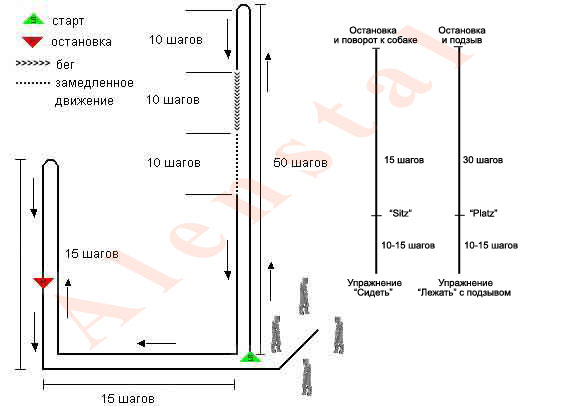 S старт
остановка
бег
замедленное
движение
10 шагов
10 шагов
10 шагов
50 шагов
15 шагов
S
15 шагов
Остановка
и поворот к собаке
15 шагов
"Sitz"
10-15 шагов
Упражнение
"Сидеть"
Остановка
и подзыв
30 шагов
"Platz"
10-15 шагов
Упражнение
"Лежать" с подзывом
Alenstal